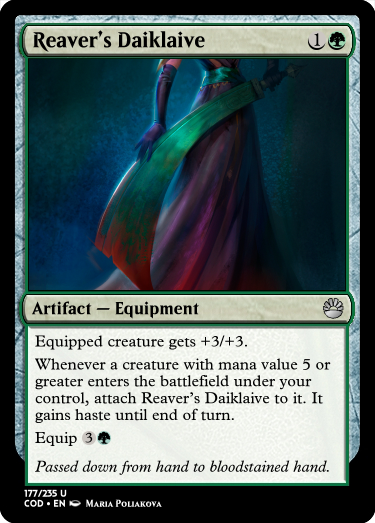 Reaver's Daiklaive 1
Artifact — Equipment
Equipped creature gets +3/+3.
Whenever a creature with mana value 5 or
greater enters the battlefield under your
control, attach Reaver's Daiklaive to it. It
gains haste until end of turn.
Equip 3
Passed down from hand to bloodstained hand.
177/235 U
COD • EN Maria Poliakova